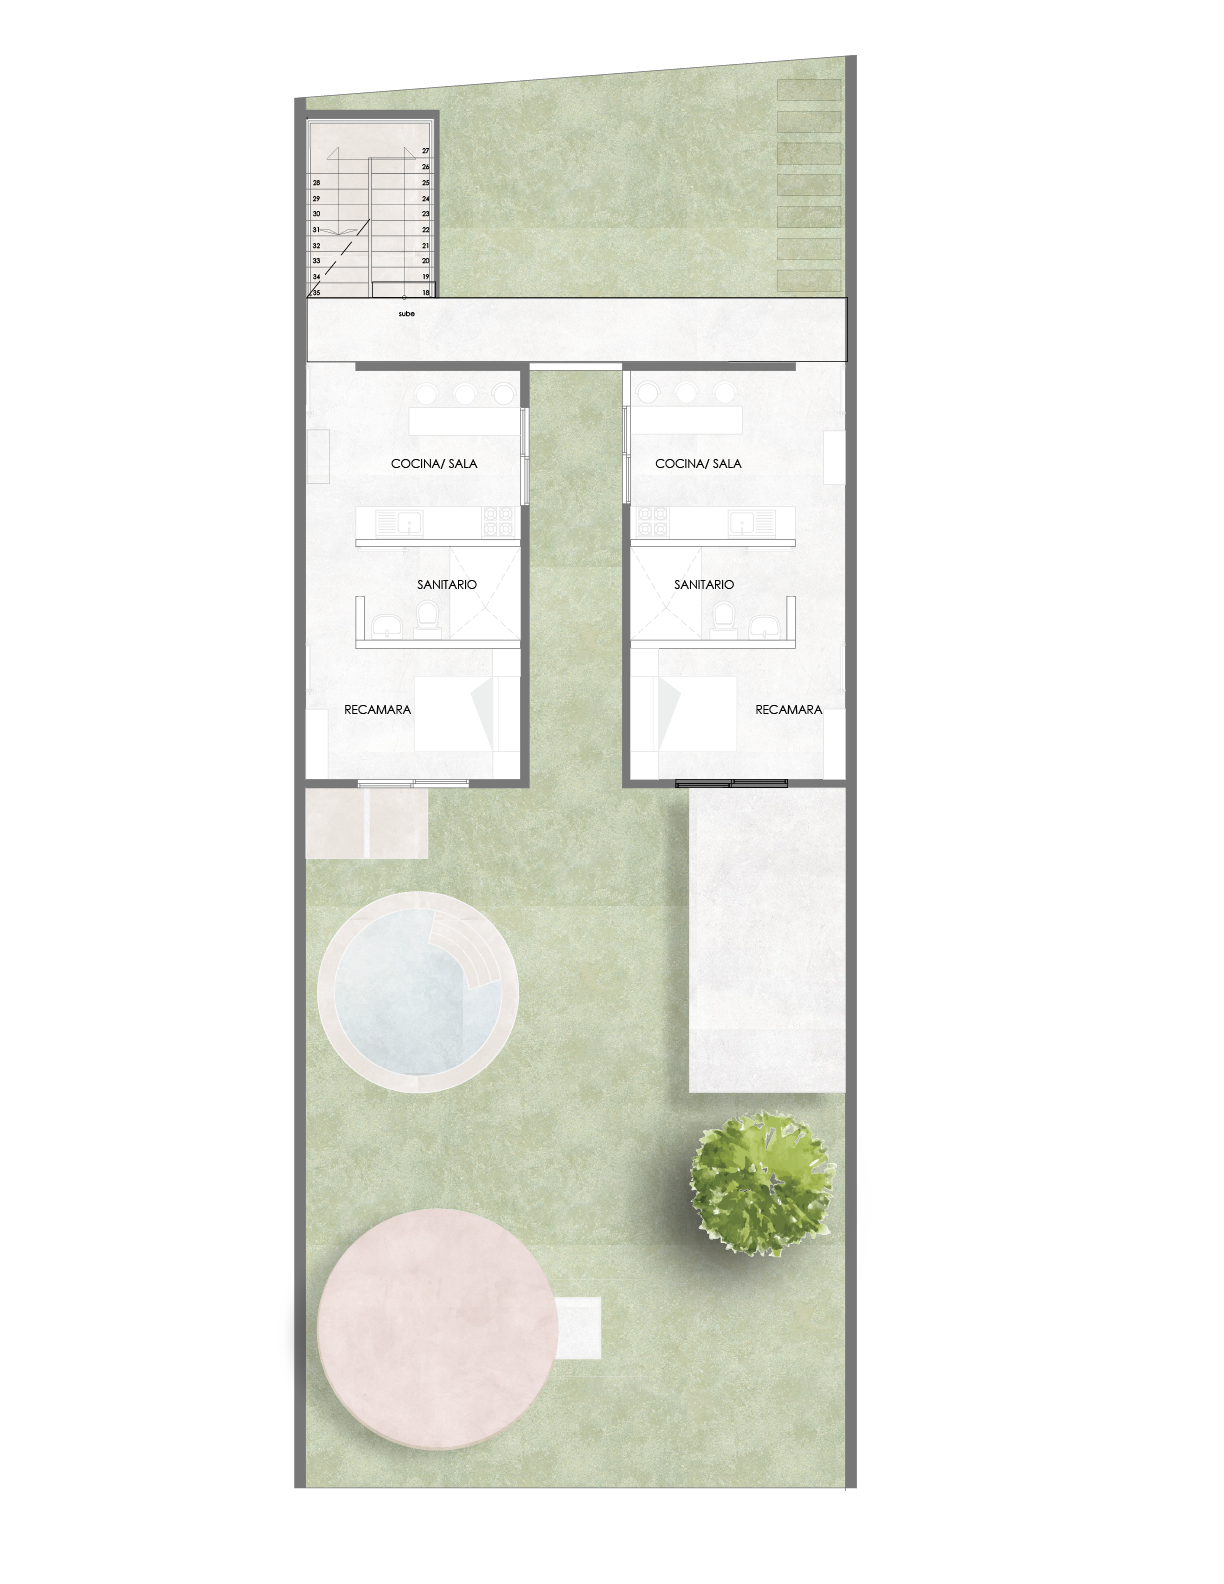 27
26
28 25
29 24
30 23
31 22
32 21
33 20
34 19
35 18
sube
COCINA/ SALA COCINA/ SALA
SANITARIO SANITARIO
RECAMARA RECAMARA